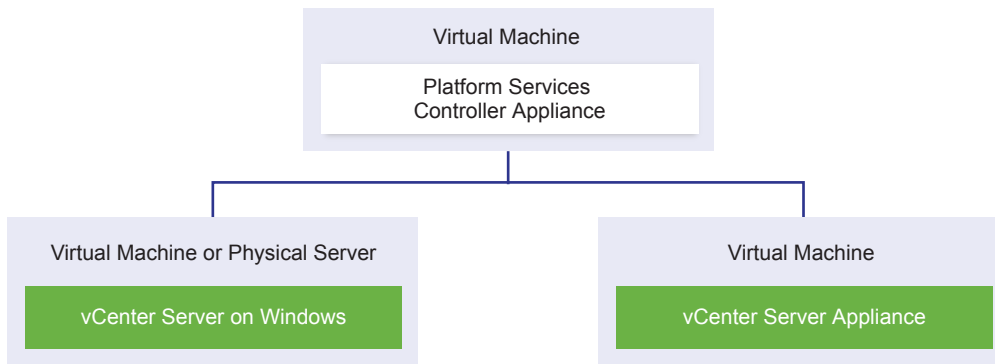 Virtual Machine
Platform Services
Controller Appliance
Virtual Machine or Physical Server
vCenter Server on Windows
Virtual Machine
vCenter Server Appliance